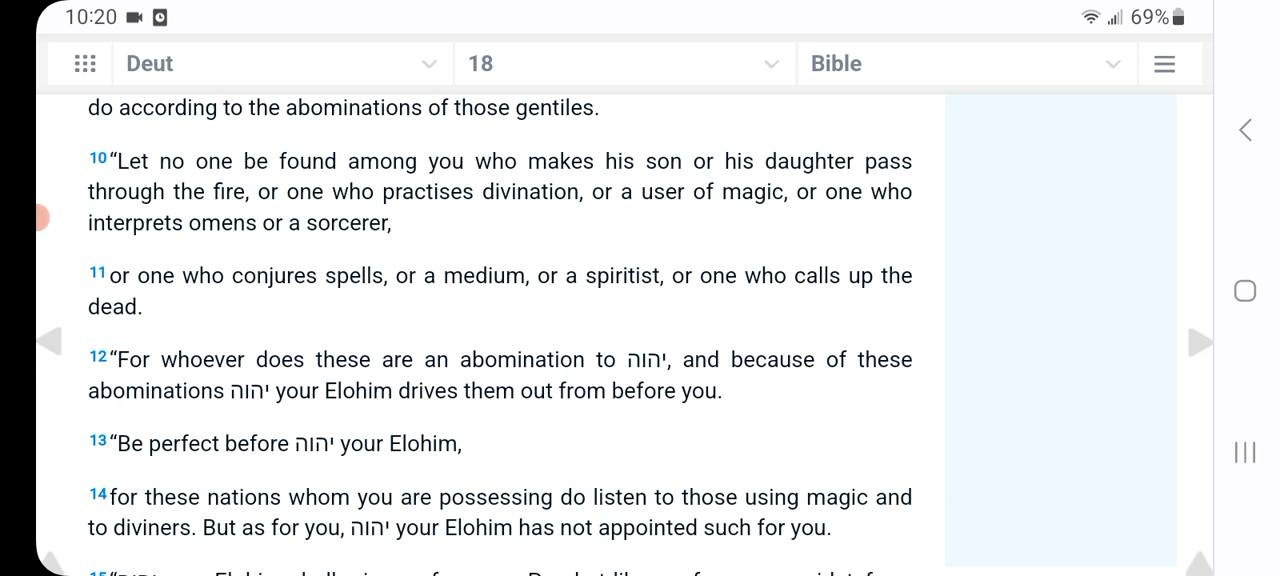 10:20 69%
Deut 18 Bible
do according to the abominations of those gentiles.
10 “Let no one be found among you who makes his son or his daughter pass
through the fire, or one who practises divination, or a user of magic, or one who
interprets omens or a sorcerer,
11 or one who conjures spells, or a medium, or a spiritist, or one who calls up the
dead.
12 “For whoever does these are an abomination to יהוה, and because of these
abominations יהוה your Elohim drives them out from before you.
13 “Be perfect before יהוה your Elohim,
14 for these nations whom you are possessing do listen to those using magic and
to diviners. But as for you, יהוה your Elohim has not appointed such for you.